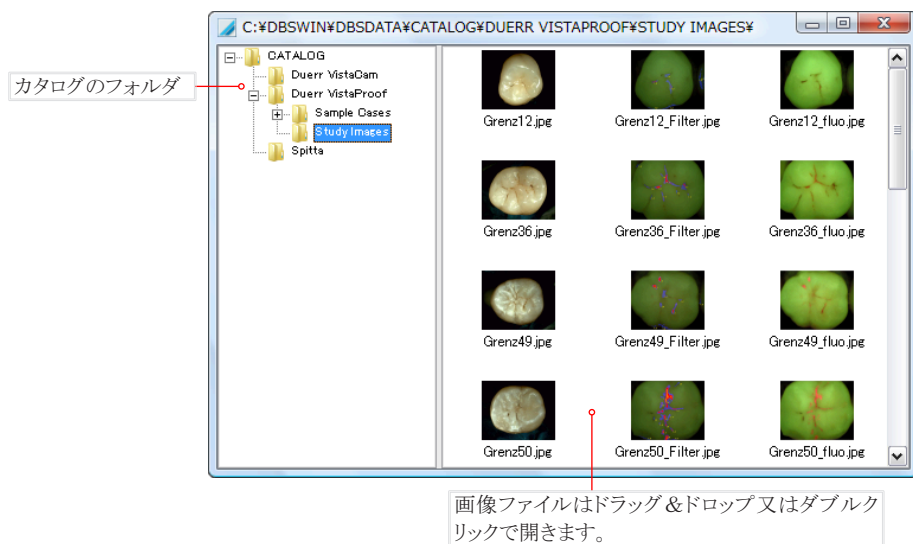 C:¥DBSWIN¥DBSDATA¥CATALOG¥DUERR VISTAPROOF¥STUDY IMAGES¥
カタログのフォルダ
CATALOG
Duerr VistaCam
Duerr VistaProof
Sample Cases
Study Images
Spitta
Grenz12.jpg
Grenz12_Filter.jpg
Grenz12_fluo.jpg
Grenz36.jpg
Grenz36_Filter.jpg
Grenz36_fluo.jpg
Grenz49.jpg
Grenz49_Filter.jpg
Grenz49_fluo.jpg
Grenz50.jpg
Grenz50_Filter.jpg
Grenz50_fluo.jpg
画像ファイルはドラッグ&ドロップ又はダブルク
リックで開きます。